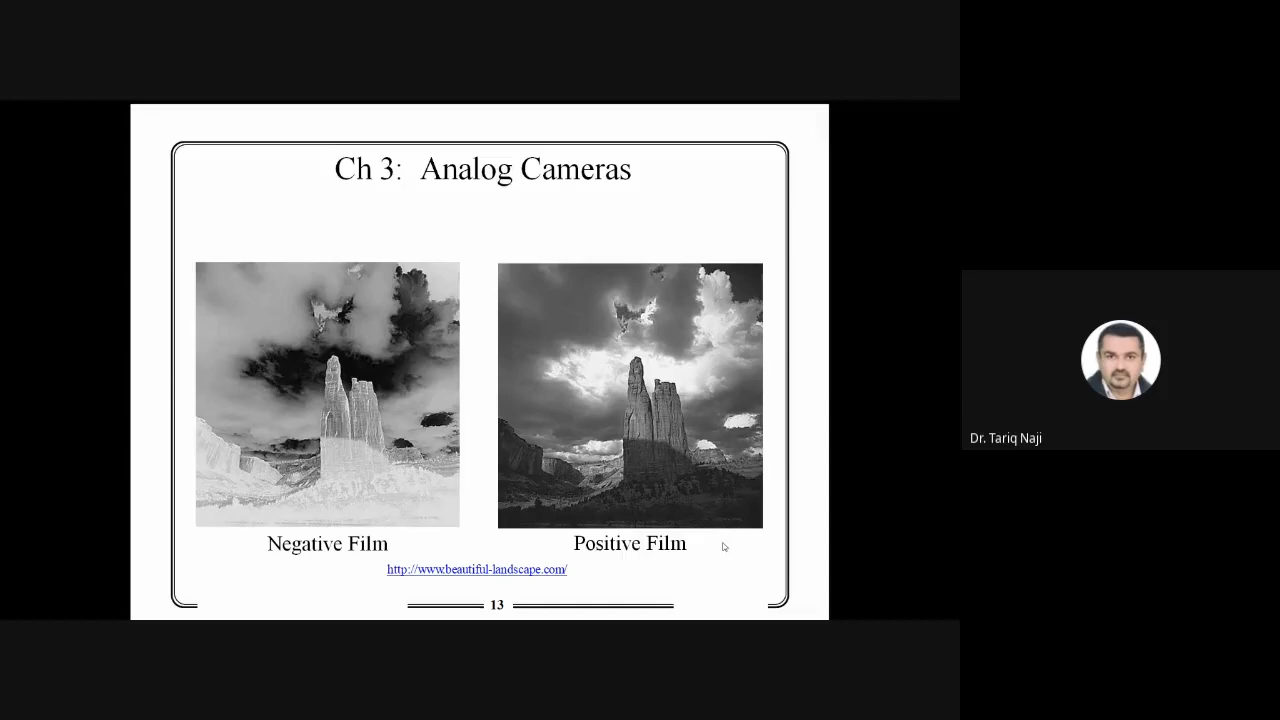 Ch 3: Analog Cameras
Negative Film
Positive Film
http://www.beautiful-landscape.com/
13
Dr. Tariq Naji